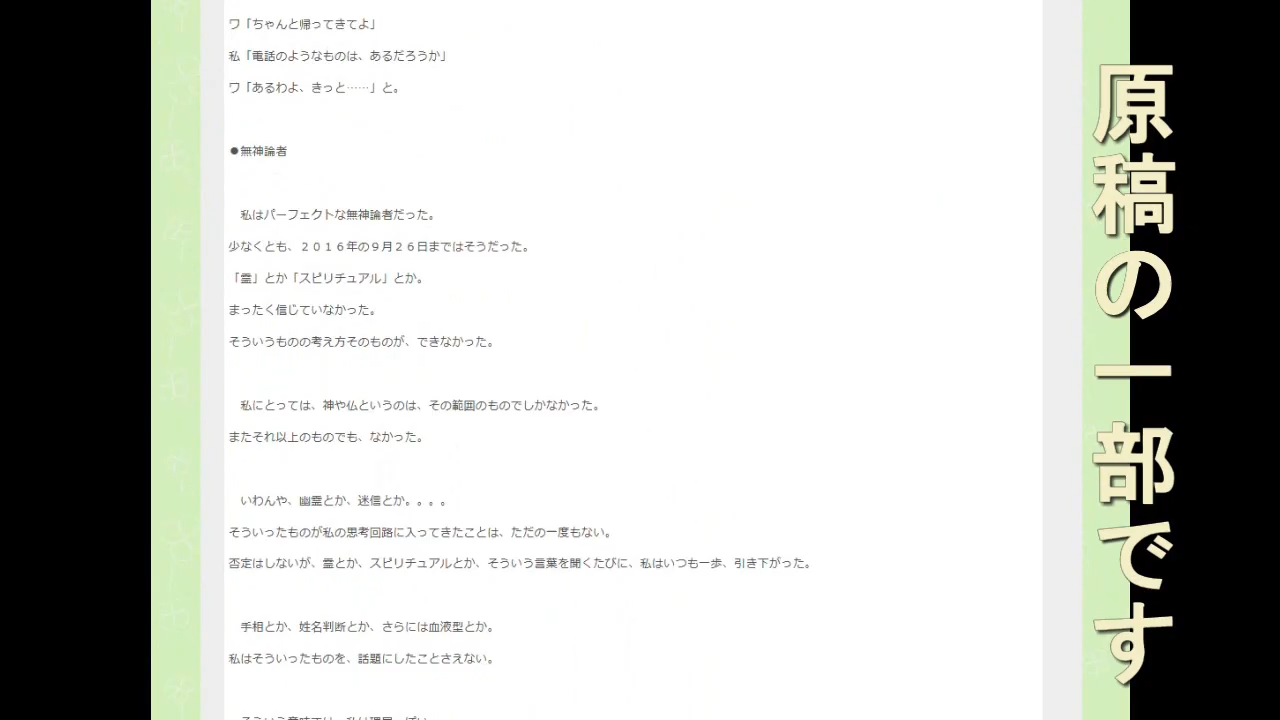 ワ「ちゃんと帰ってきてよ」
私「電話のようなものは、あるだろうか」
ワ「あるわよ、きっと……」と。
●無神論者
私はパーフェクトな無神論者だった。
少なくとも、２０１６年の９月２６日まではそうだった。
「霊」とか「スピリチュアル」とか。
まったく信じていなかった。
そういうものの考え方そのものが、できなかった。
私にとっては、神や仏というのは、その範囲のものでしかなかった。
またそれ以上のものでも、なかった。
いわんや、幽霊とか、迷信とか。。。。
そういったものが私の思考回路に入ってきたことは、ただの一度もない。
否定はしないが、霊とか、スピリチュアルとか、そういう言葉を聞くたびに、私はいつも一歩、引き下がった。
手相とか、姓名判断とか、さらには血液型とか。
私はそういったものを、話題にしたことさえない。
原稿の一部です